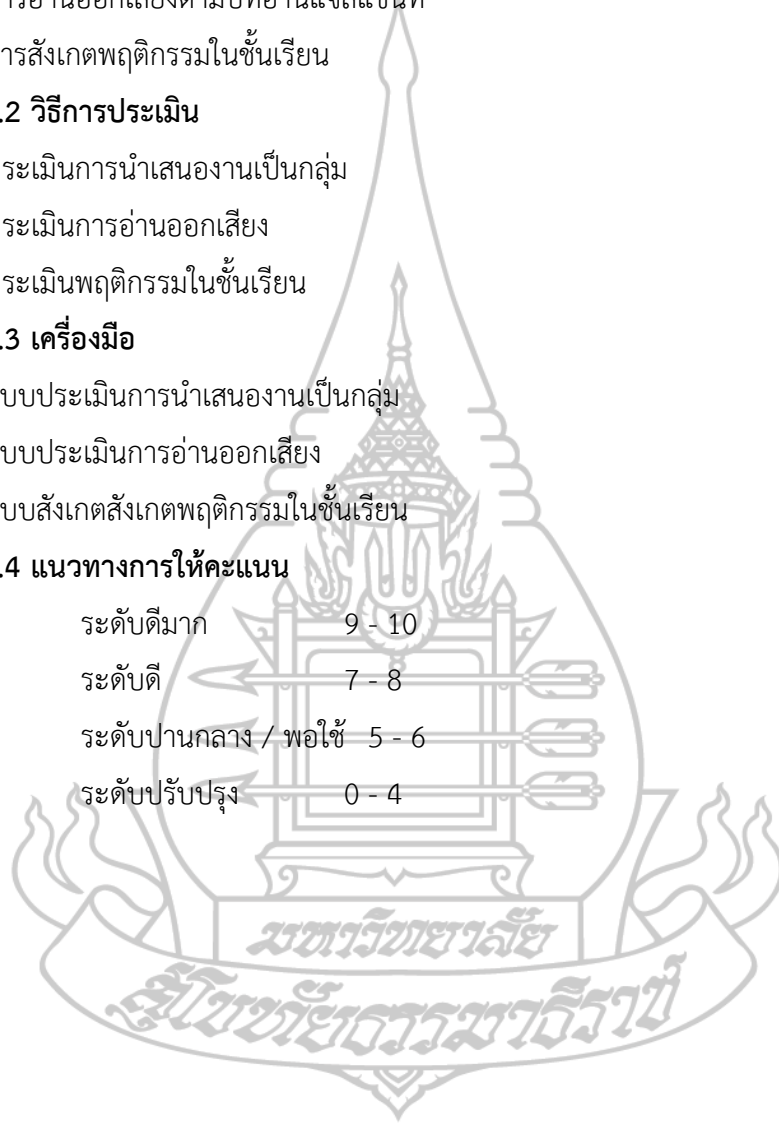 ารสังเกตพฤติกรรมในชั้นเรียน
.2 วิธีการประเมิน
ระเมินการนำเสนองานเป็นกลุ่ม
ระเมินการอ่านออกเสียง
ระเมินพฤติกรรมในชั้นเรียน
.3 เครื่องมือ
บบประเมินการนำเสนองานเป็นกลุ่ม
บบประเมินการอ่านออกเสียง
บบสังเกตสังเกตพฤติกรรมในชั้นเรียน
.4 แนวทางการให้คะแนน
ระดับดีมาก 9 - 10
ระดับดี 7 - 8
ระดับปานกลาง / พอใช้ 5 - 6
ระดับปรับปรุง 0 - 4
มหาวิทยาลัย
สุโขทัยธรรมาธิราช